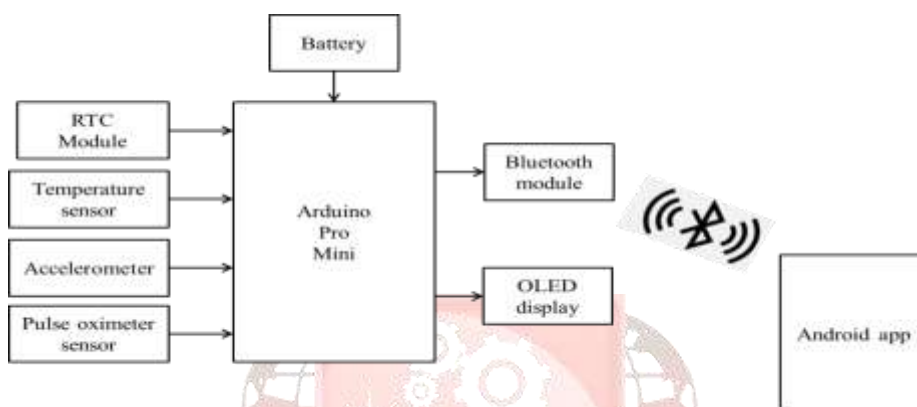 Battery
RTC
Module
Temperature
sensor
Accelerometer
Pulse oximeter
sensor
Arduino
Pro
Mini
Bluetooth
module
OLED
display
Android app